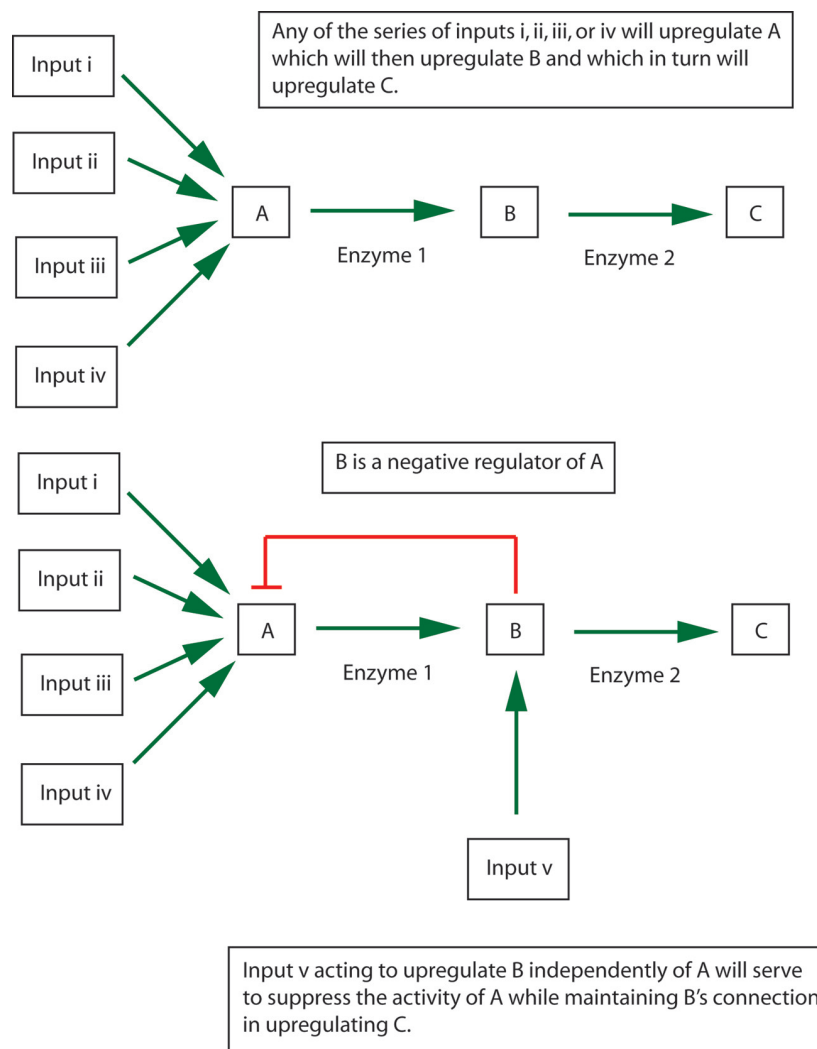 Any of the series of inputs i, ii, iii, or iv will upregulate A
which will then upregulate B and which in turn will
upregulate C.
Input i
Input ii
Input iii
Input iv
A
B
C
Enzyme 1
Enzyme 2
B is a negative regulator of A
Input i
Input ii
Input iii
Input iv
A
B
C
Enzyme 1
Enzyme 2
Input v
Input v acting to upregulate B independently of A will serve
to suppress the activity of A while maintaining B's connection
in upregulating C.